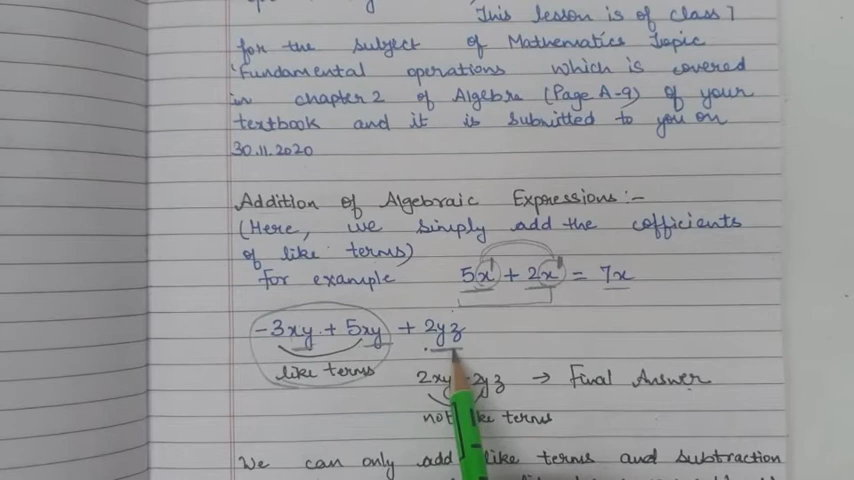 This lesson is of class 7
for the subject of Mathematics Topic
'Fundamental operations which is covered
in chapter 2 of Algebra (Page A-9) of your
textbook and it is submitted to you on
30.11.2020
Addition of Algebraic Expressions:-
(Here, we simply add the cofficients
of like terms)
For example 5x¹ + 2x¹ = 7x
-3xy + 5xy + 2yz
like terms
2xy 2yz → Final Answer
not like terms
We can only add like terms and subtraction